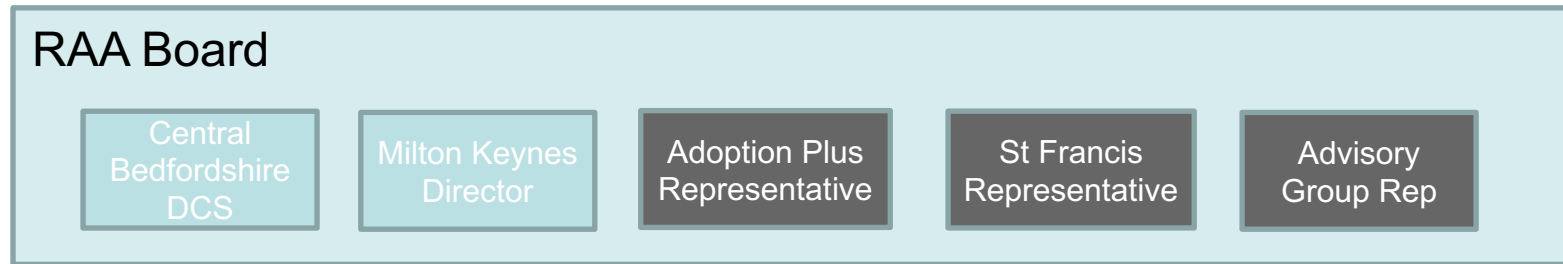 RAA Board
Central
Bedfordshire
DCS
Milton Keynes
Director
Adoption Plus
Representative
St Francis
Representative
Advisory
Group Rep